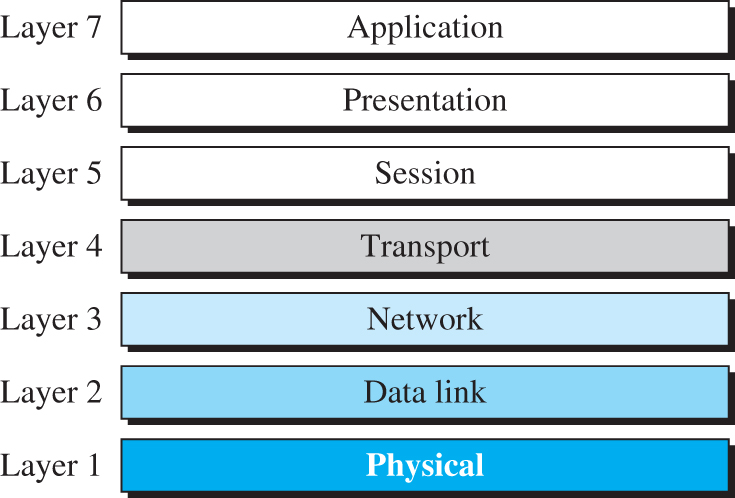 Layer 7 Application
Layer 6 Presentation
Layer 5 Session
Layer 4 Transport
Layer 3 Network
Layer 2 Data link
Layer 1 Physical